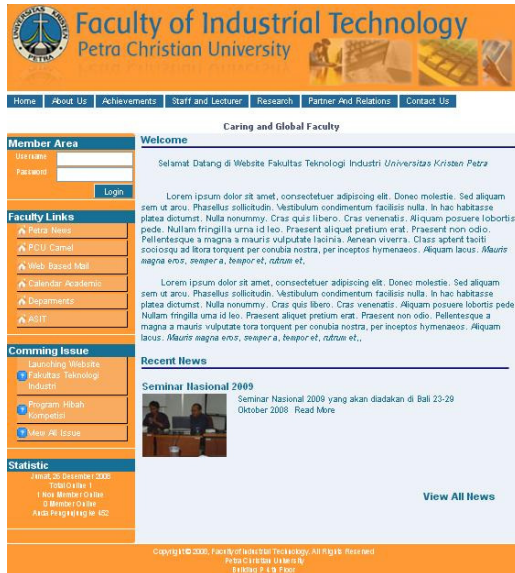 UNIVERSITAS KRISTEN
PETRA
Faculty of Industrial Technology
Petra Christian University
Home About Us Achievements Staff and Lecturer Research Partner And Relations Contact Us
Caring and Global Faculty
Member Area
Username
Password
Login
Faculty Links
Petra News
PCU Camel
Web Based Mail
Calendar Academic
Deparments
ASIT
Comming Issue
Launching Website
Fakultas Teknologi
Industri
Program Hibah
Kompetisi
View All Issue
Statistic
Jumat, 26 Desember 2008
Total Online 1
1 Non Member Online
0 Member Online
Anda Pengunjung ke 452
Welcome
Selamat Datang di Website Fakultas Teknologi Industri Universitas Kristen Petra
Lorem ipsum dolor sit amet, consectetuer adipiscing elit. Donec molestie. Sed aliquam
sem ut arcu. Phasellus sollicitudin. Vestibulum condimentum facilisis nulla. In hac habitasse
platea dictumst. Nulla nonummy. Cras quis libero. Cras venenatis. Aliquam posuere lobortis
pede. Nullam fringilla urna id leo. Praesent aliquet pretium erat. Praesent non odio.
Pellentesque a magna a mauris vulputate lacinia. Aenean viverra. Class aptent taciti
sociosqu ad litora torquent per conubia nostra, per inceptos hymenaeos. Aliquam lacus. Mauris
magna eros, semper a, tempor et, rutrum et,
Lorem ipsum dolor sit amet, consectetuer adipiscing elit. Donec molestie. Sed aliquam
sem ut arcu. Phasellus sollicitudin. Vestibulum condimentum facilisis nulla. In hac habitasse
platea dictumst. Nulla nonummy. Cras quis libero. Cras venenatis. Aliquam posuere lobortis pede
Nullam fringilla urna id leo. Praesent aliquet pretium erat. Praesent non odio. Pellentesque a
magna a mauris vulputate tora torquent per conubia nostra, per inceptos hymenaeos. Aliquam
lacus. Mauris magna eros, semper a, tempor et, rutrum et,,
Recent News
Seminar Nasional 2009
Seminar Nasional 2009 yang akan diadakan di Bali 23-29
Oktober 2008 Read More
View All News
Copyright© 2008, Faculty of Industrial Technology. All Rights Reserved
Petra Christian University
Building P 4th Floor